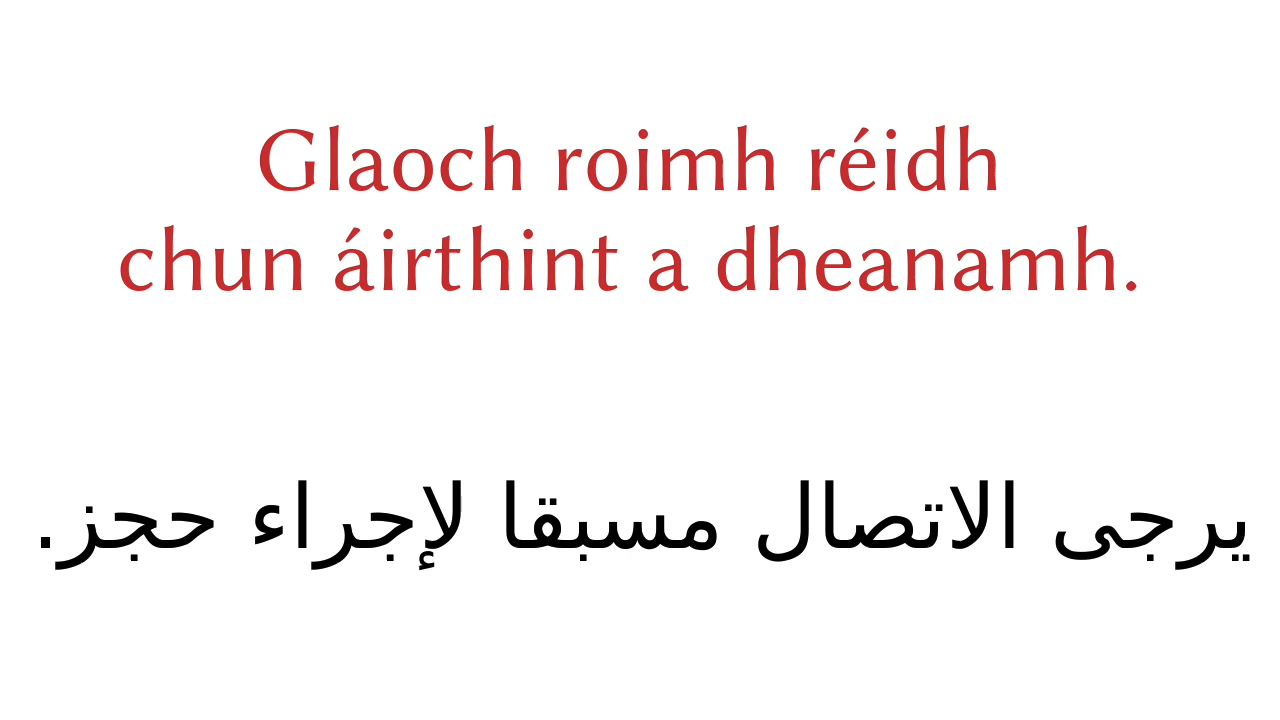 Glaoch roimh réidh
chun áirthint a dheanamh.
يرجى الاتصال مسبقا لإجراء حجز.